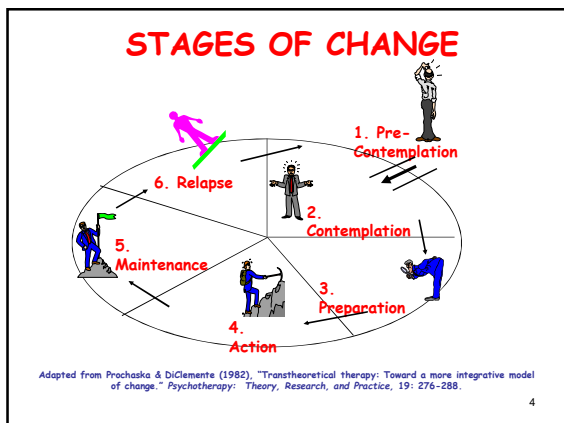 STAGES OF CHANGE
1. Pre-
Contemplation
2.
Contemplation
3.
Preparation
4.
Action
5.
Maintenance
6. Relapse
Adapted from Prochaska & DiClemente (1982), “Transtheoretical therapy: Toward a more integrative model
of change.” Psychotherapy: Theory, Research, and Practice, 19: 276-288.
4